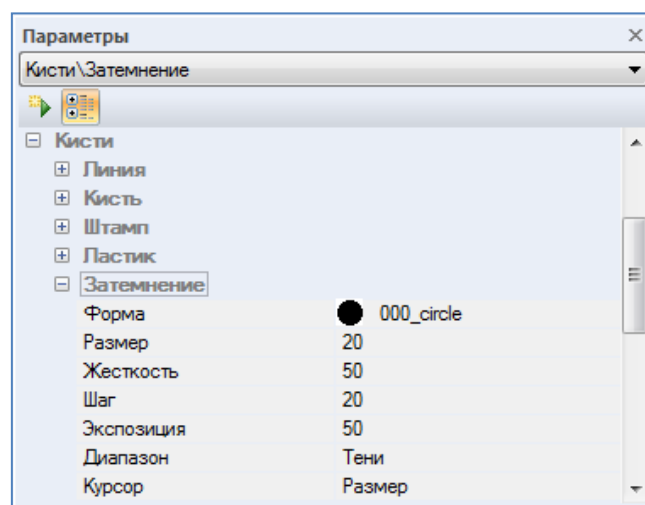 Параметры
Кисти\Затемнение
Кисти
Линия
Кисть
Штамп
Ластик
Затемнение
Форма 000_circle
Размер 20
Жесткость 50
Шаг 20
Экспозиция 50
Диапазон Тени
Курсор Размер